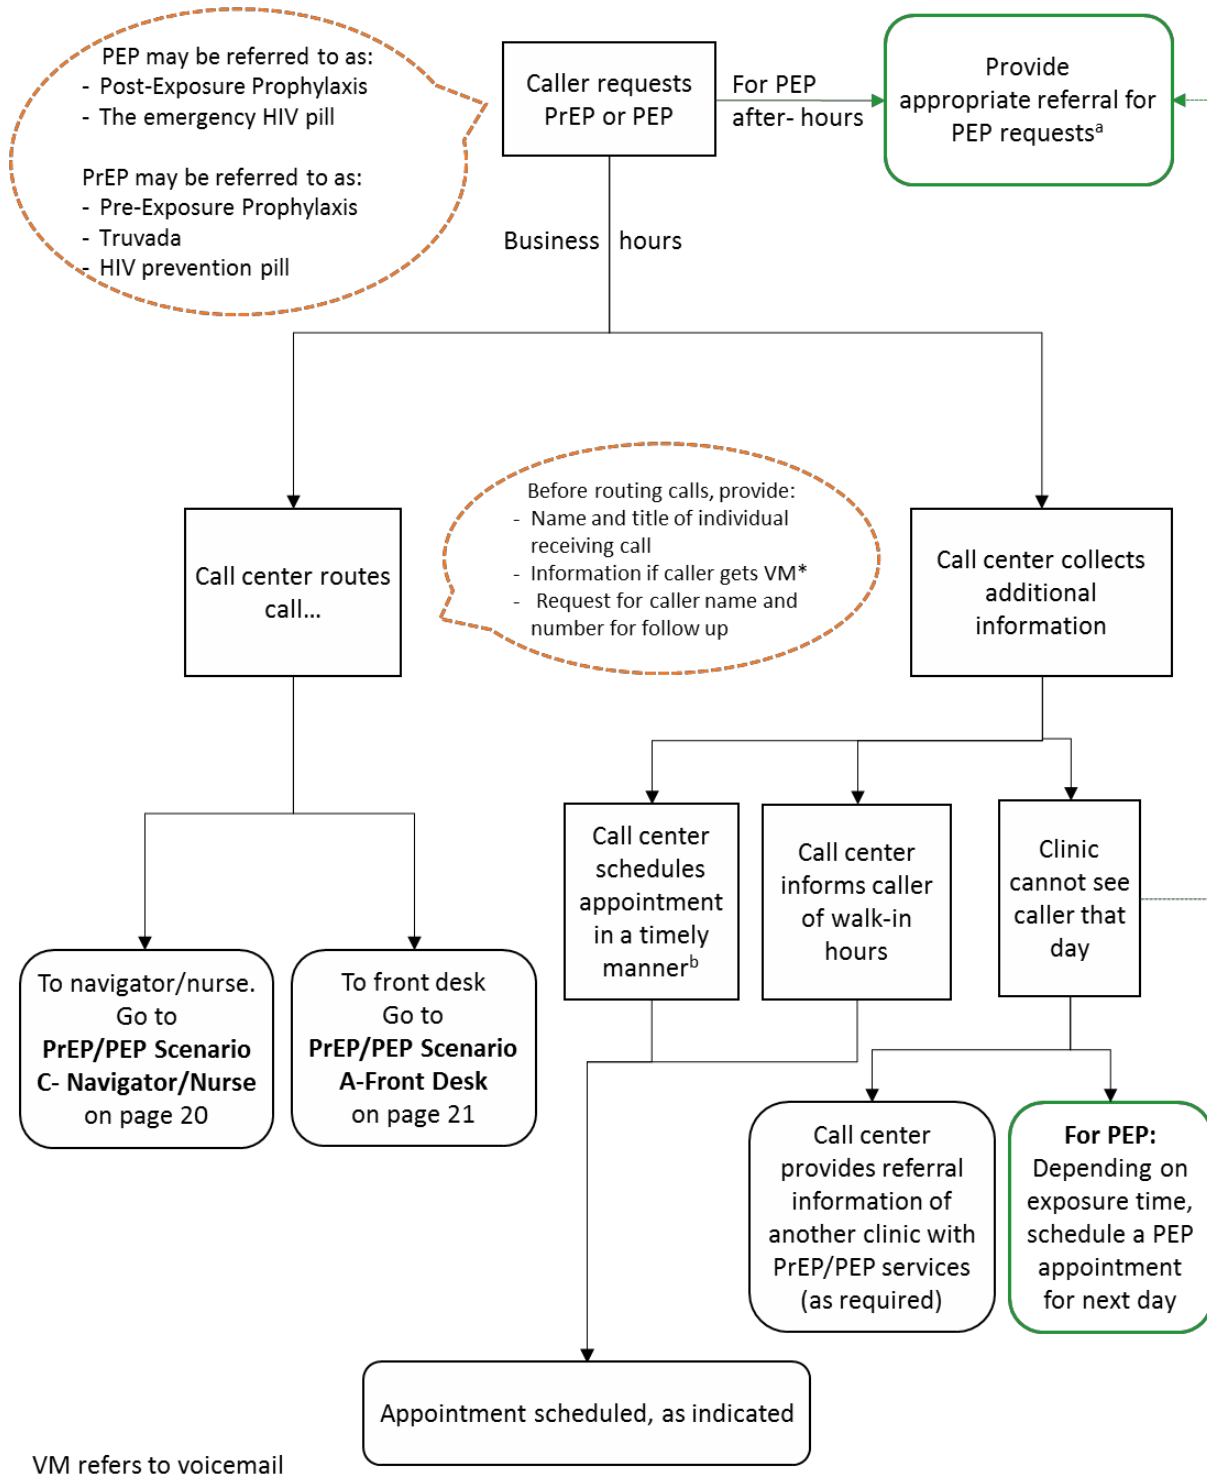 PEP may be referred to as:
- Post-Exposure Prophylaxis
- The emergency HIV pill
PrEP may be referred to as:
- Pre-Exposure Prophylaxis
- Truvada
- HIV prevention pill
Caller requests
PrEP or PEP
For PEP
after- hours
Provide
appropriate referral for
PEP requestsᵃ
Business hours
Before routing calls, provide:
- Name and title of individual
receiving call
- Information if caller gets VM*
- Request for caller name and
number for follow up
Call center routes
call...
Call center collects
additional
information
Call center
schedules
appointment
in a timely
mannerᵇ
Call center
informs caller
of walk-in
hours
Clinic
cannot see
caller that
day
To navigator/nurse.
Go to
PrEP/PEP Scenario
C- Navigator/Nurse
on page 20
To front desk
Go to
PrEP/PEP Scenario
A-Front Desk
on page 21
Call center
provides referral
information of
another clinic with
PrEP/PEP services
(as required)
For PEP:
Depending on
exposure time,
schedule a PEP
appointment
for next day
Appointment scheduled, as indicated
VM refers to voicemail